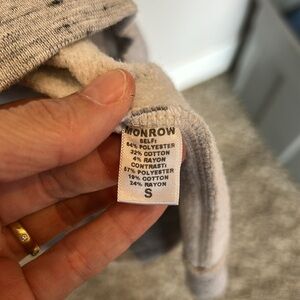 MONROW
SELF:
64% POLYESTER
32% COTTON
4% RAYON
CONTRAST:
57% POLYESTER
19% COTTON
24% RAYON
S